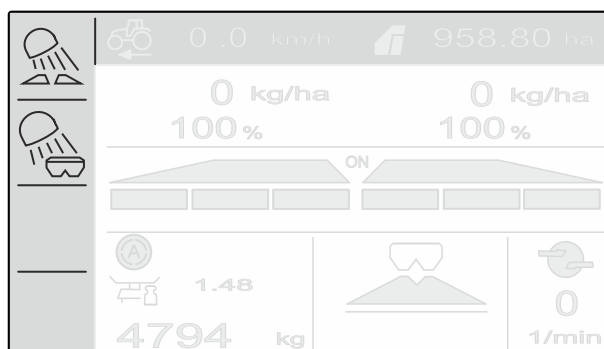 0.0 km/h 958.80 ha
0 kg/ha 0 kg/ha
100 % 100 %
ON
A
1.48
4794 kg
0
1/min